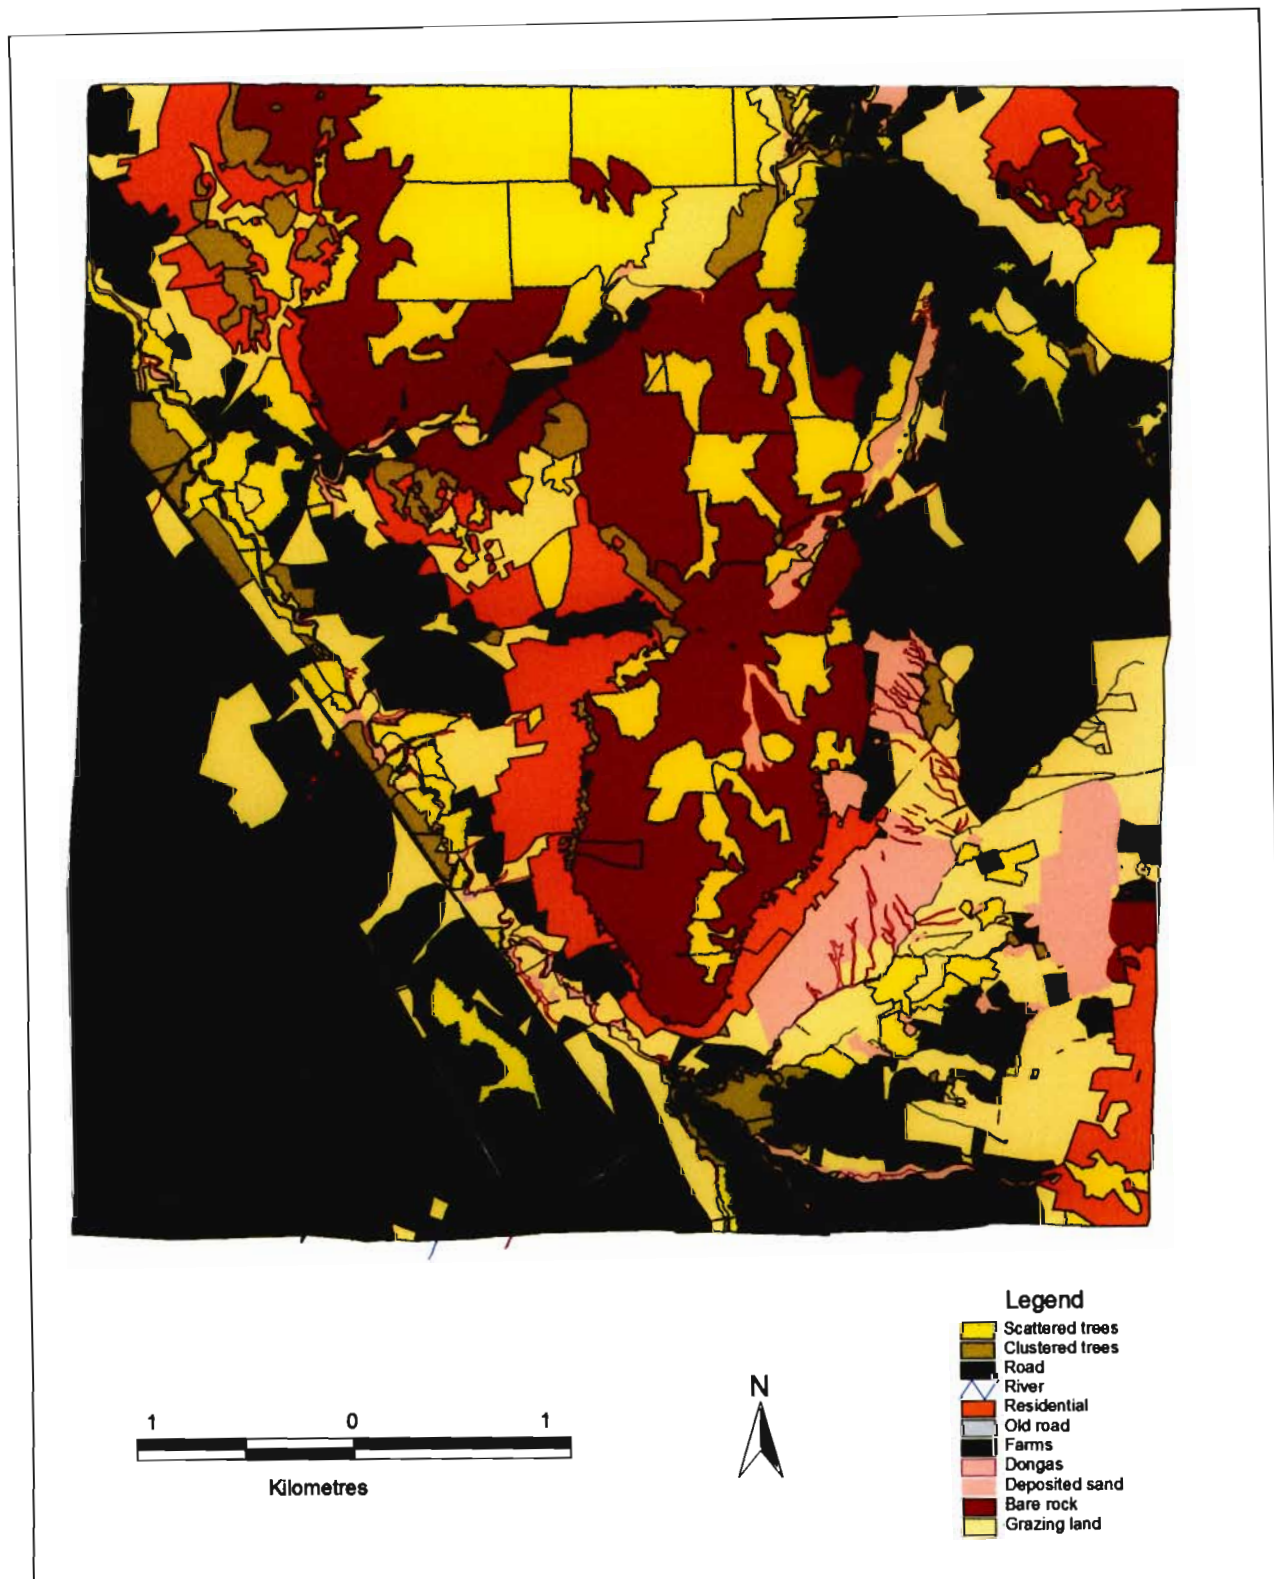 Legend
Scattered trees
Clustered trees
Road
River
Residential
Old road
Farms
Dongas
Deposited sand
Bare rock
Grazing land
N
1 0 1
Kilometres